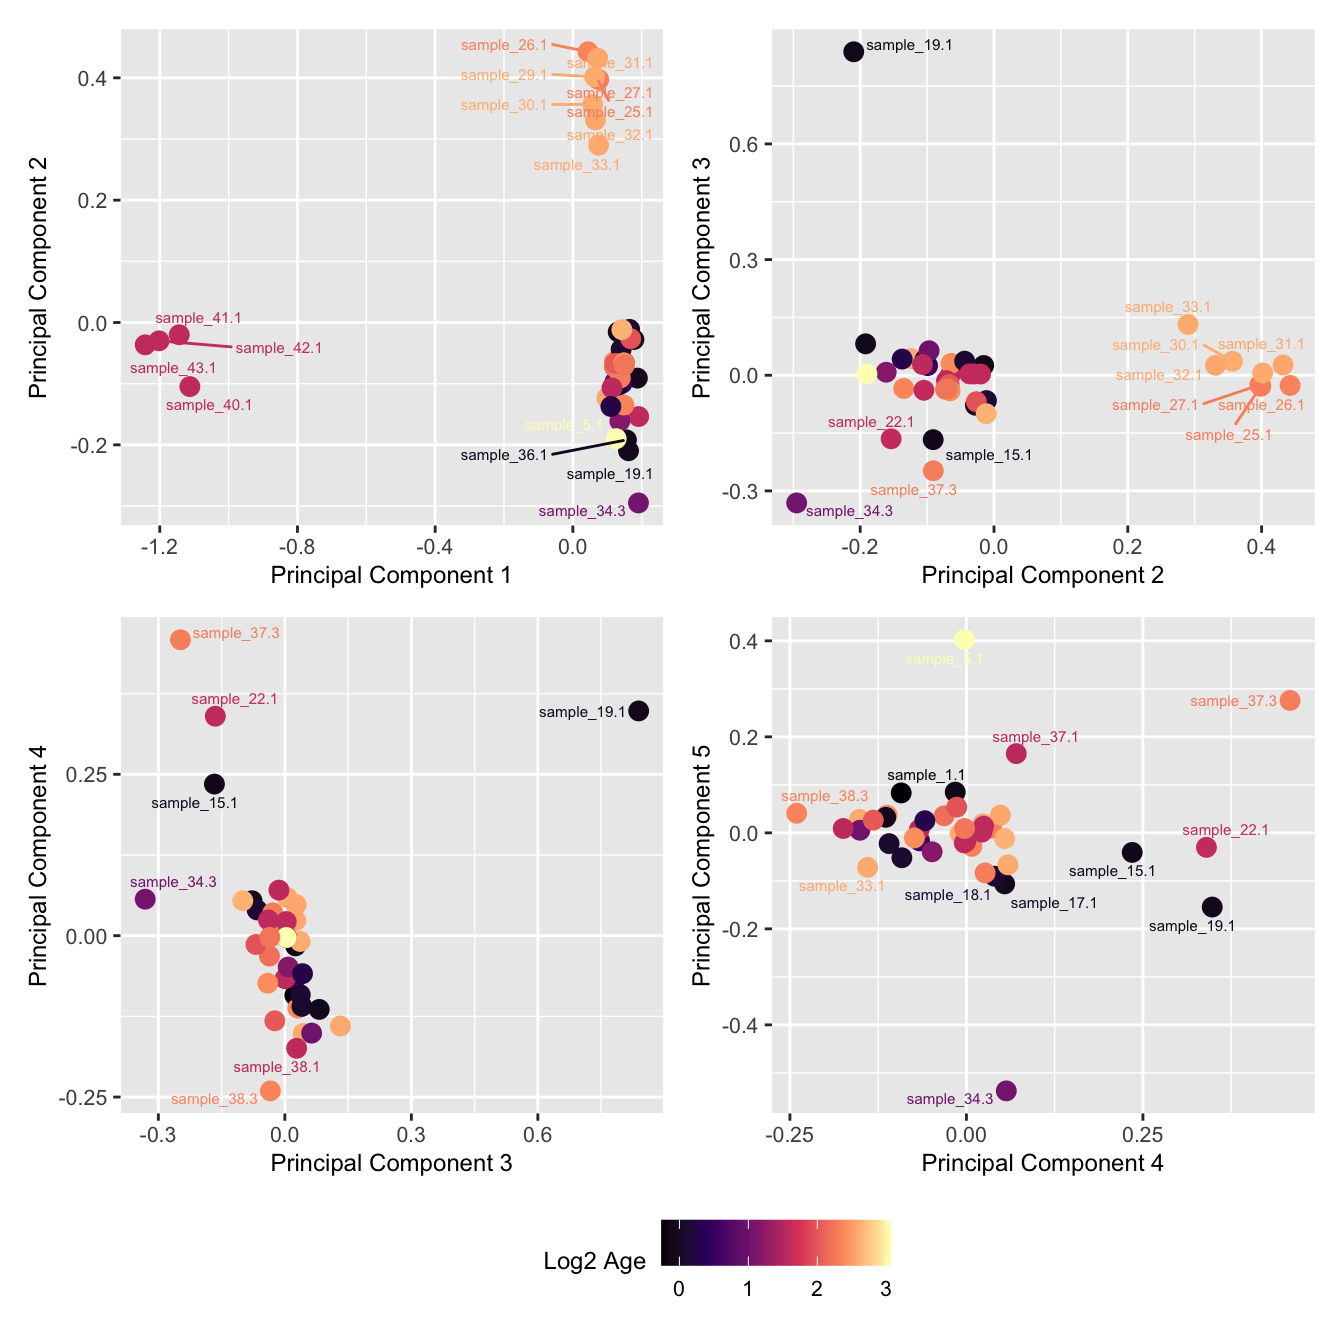 sample_26.1
sample_31.1
sample_29.1
sample_27.1
sample_30.1
sample_25.1
sample_32.1
sample_33.1
sample_41.1
sample_42.1
sample_43.1
sample_40.1
sample_5.1
sample_36.1
sample_19.1
sample_34.3
0.4
0.2
0.0
-0.2
-1.2
-0.8
-0.4
0.0
Principal Component 1
Principal Component 2
sample_19.1
sample_33.1
sample_30.1
sample_31.1
sample_32.1
sample_27.1
sample_26.1
sample_25.1
sample_22.1
sample_15.1
sample_37.3
sample_34.3
0.6
0.3
0.0
-0.3
-0.2
0.0
0.2
0.4
Principal Component 2
Principal Component 3
sample_37.3
sample_22.1
sample_19.1
sample_15.1
sample_34.3
sample_38.1
sample_38.3
0.25
0.00
-0.25
-0.3
0.0
0.3
0.6
Principal Component 3
Principal Component 4
sample_5.1
sample_37.3
sample_37.1
sample_1.1
sample_38.3
sample_22.1
sample_15.1
sample_33.1
sample_18.1
sample_17.1
sample_19.1
sample_34.3
0.4
0.2
0.0
-0.2
-0.4
-0.25
0.00
0.25
Principal Component 4
Principal Component 5
Log2 Age
0
1
2
3